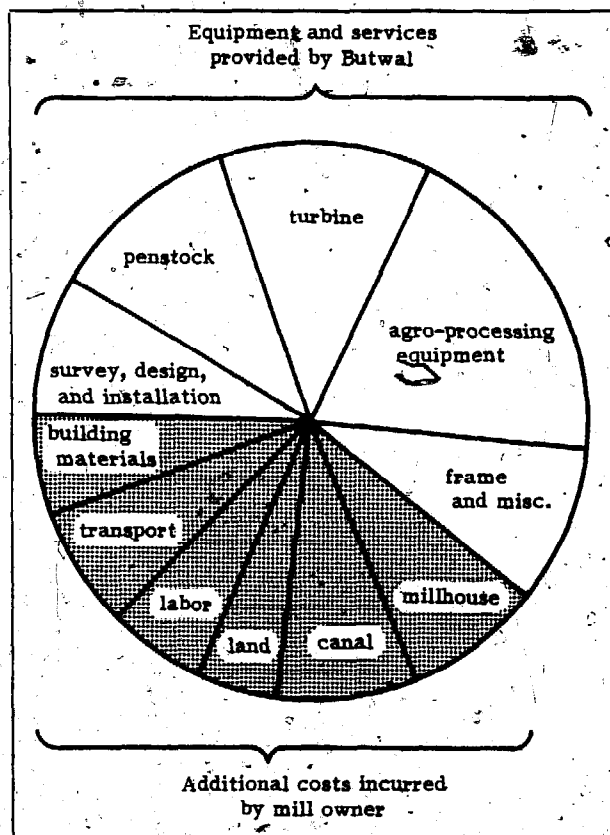 Equipment and services
provided by Butwal
turbine
penstock
agro-processing
equipment
survey, design,
and installation
building
materials
frame
and misc.
transport
millhouse
labor
land
canal
Additional costs incurred
by mill owner